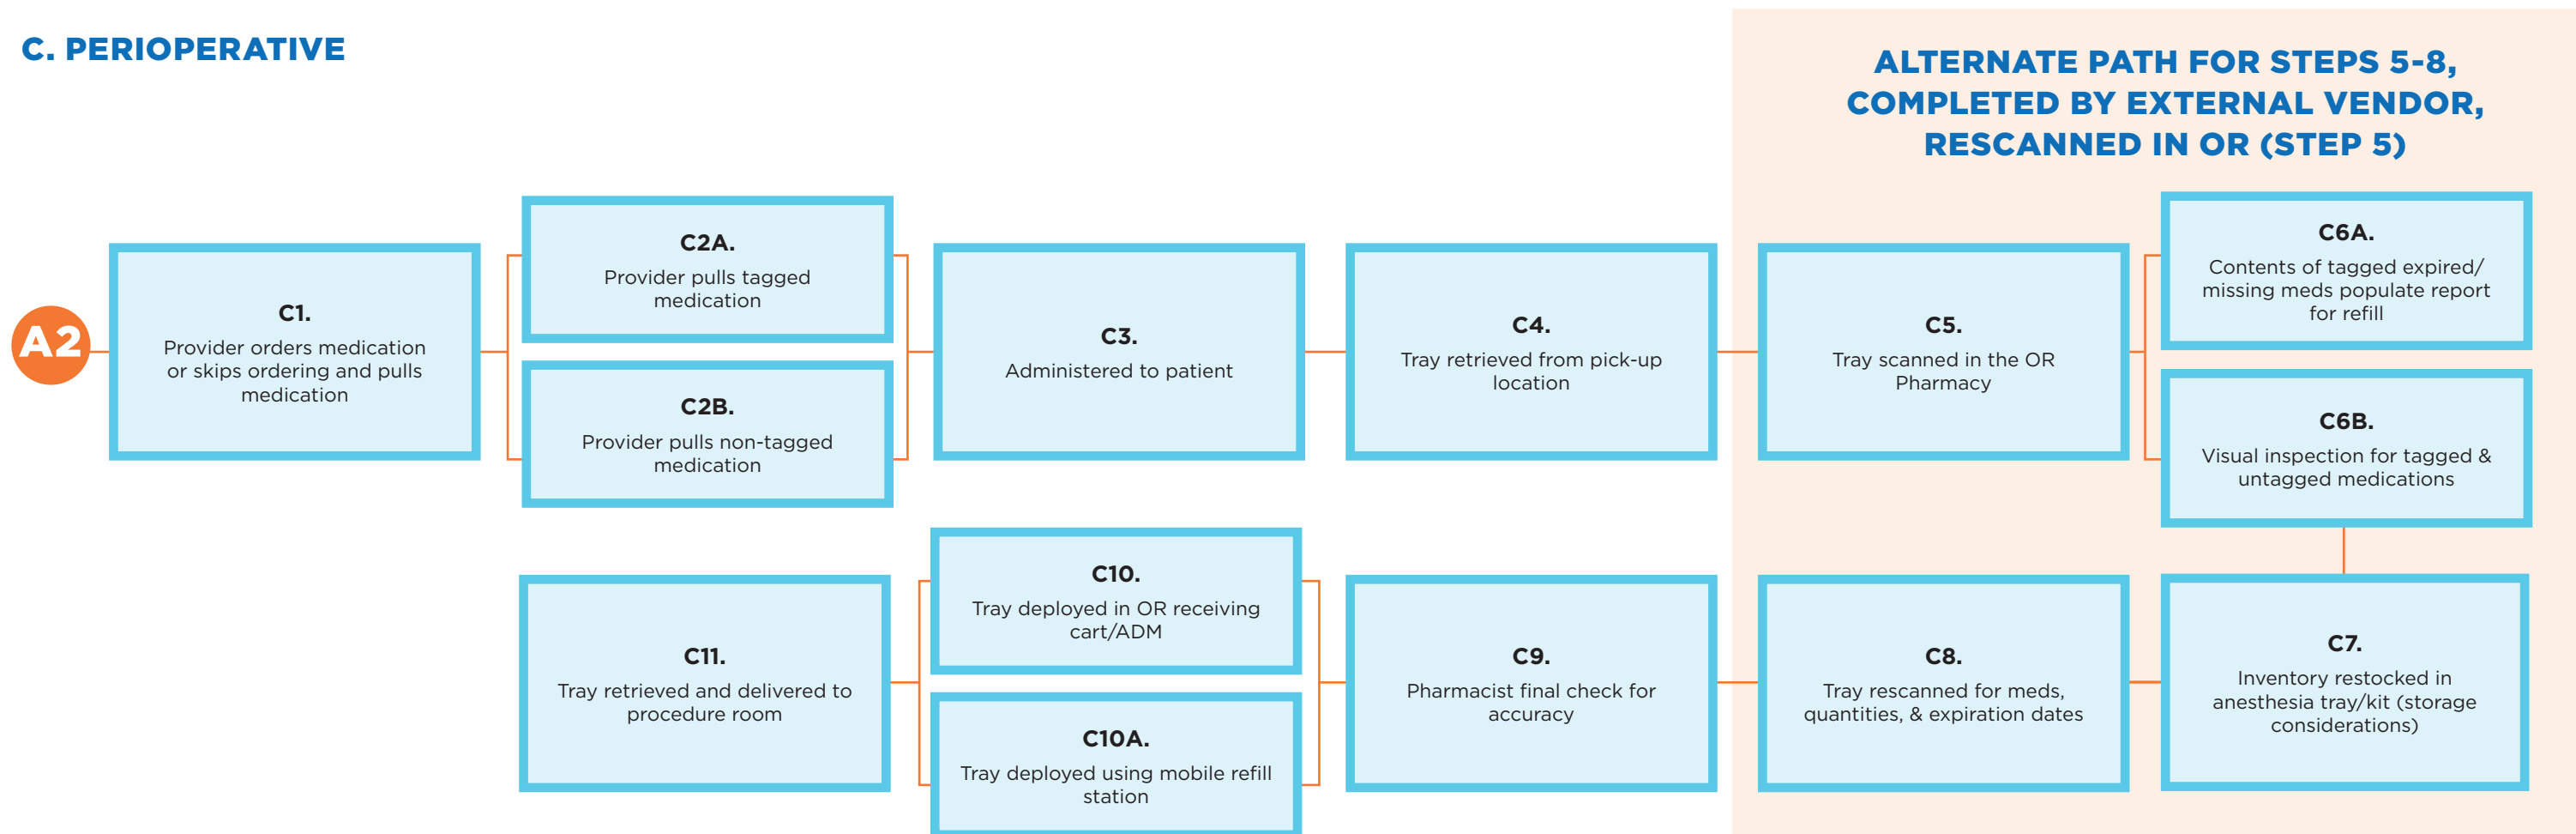 C. PERIOPERATIVE
ALTERNATE PATH FOR STEPS 5-8,
COMPLETED BY EXTERNAL VENDOR,
RESCANNED IN OR (STEP 5)
A2
C1.
Provider orders medication
or skips ordering and pulls
medication
C2A.
Provider pulls tagged
medication
C2B.
Provider pulls non-tagged
medication
C3.
Administered to patient
C4.
Tray retrieved from pick-up
location
C5.
Tray scanned in the OR
Pharmacy
C6A.
Contents of tagged expired/
missing meds populate report
for refill
C6B.
Visual inspection for tagged &
untagged medications
C7.
Inventory restocked in
anesthesia tray/kit (storage
considerations)
C8.
Tray rescanned for meds,
quantities, & expiration dates
C9.
Pharmacist final check for
accuracy
C10.
Tray deployed in OR receiving
cart/ADM
C10A.
Tray deployed using mobile refill
station
C11.
Tray retrieved and delivered to
procedure room